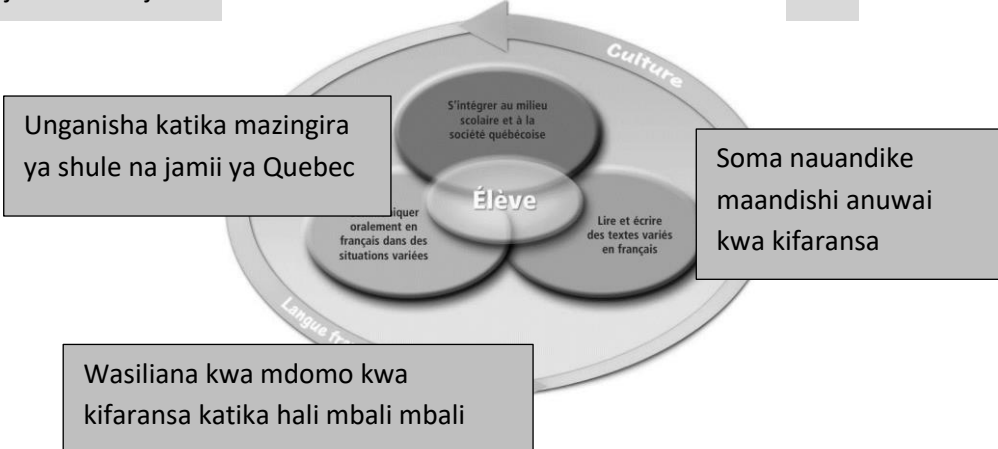 Culture
S'intégrer au milieu
scolaire et à la
société québécoise
Unganisha katika mazingira
ya shule na jamii ya Quebec
Élève
oralement en
français dans des
situations variées
Lire et écrire
des textes variés
en français
Soma nauandike
maandishi anuwai
kwa kifaransa
Langue
Wasiliana kwa mdomo kwa
kifaransa katika hali mbali mbali